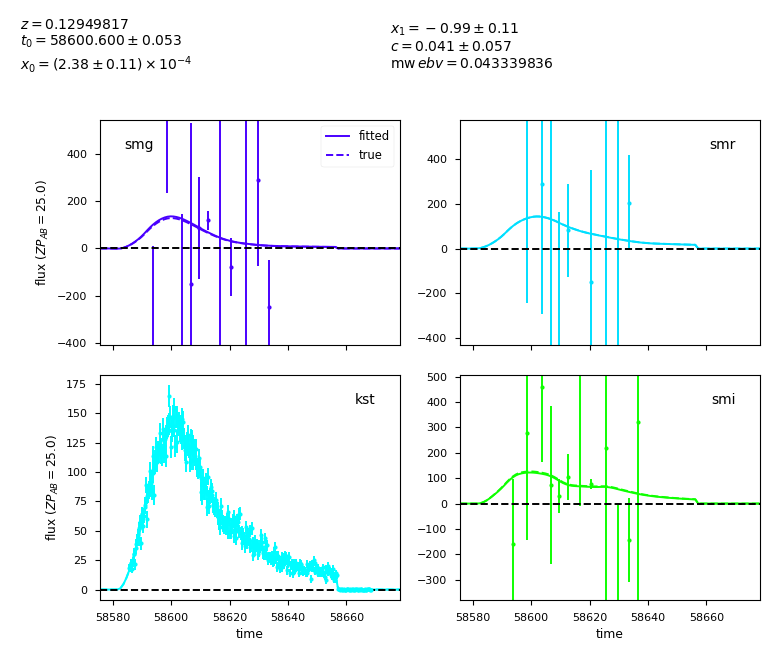 z = 0.12949817
t₀ = 58600.600 ± 0.053
x₀ = (2.38 ± 0.11) × 10⁻⁴
x₁ = −0.99 ± 0.11
c = 0.041 ± 0.057
mw ebv = 0.043339836
smg
fitted
true
400
200
0
−200
−400
flux (ZP_AB = 25.0)
smr
400
200
0
−200
−400
kst
175
150
125
100
75
50
25
0
flux (ZP_AB = 25.0)
58580 58600 58620 58640 58660
time
smi
500
400
300
200
100
0
−100
−200
−300
58580 58600 58620 58640 58660
time